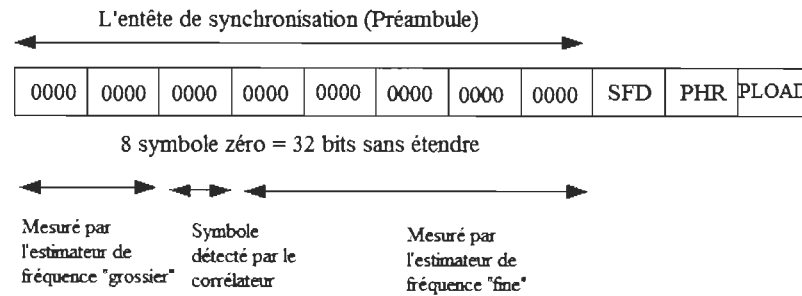 L'entête de synchronisation (Préambule)
0000 0000 0000 0000 0000 0000 0000 0000 SFD PHR PLOAD
8 symbole zéro = 32 bits sans étendre
Mesuré par
l'estimateur de
fréquence "grossier"
Symbole
détecté par le
corrélateur
Mesuré par
l'estimateur de
fréquence "fine"